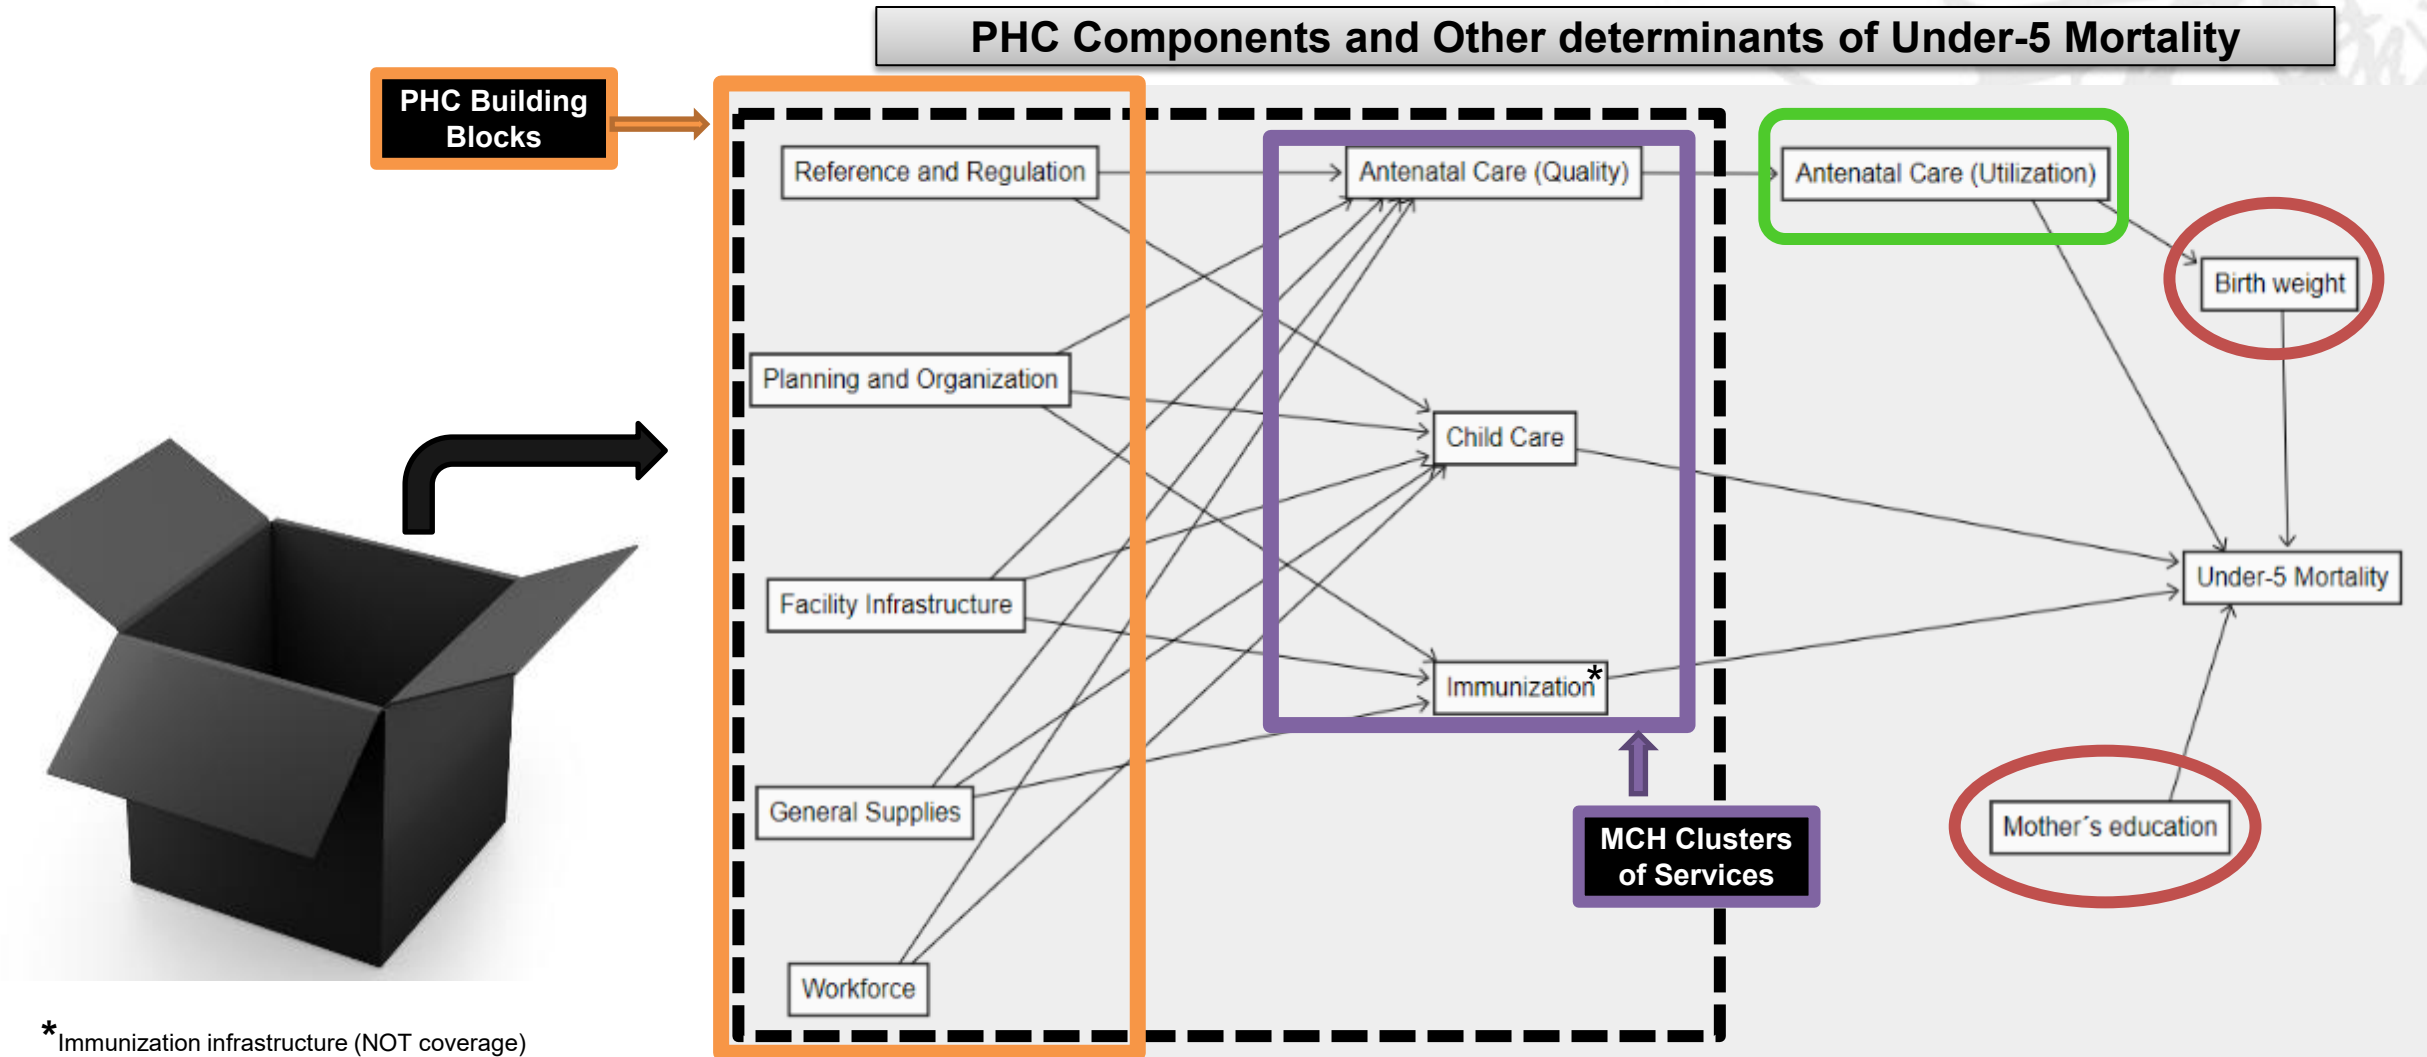 PHC Components and Other determinants of Under-5 Mortality
PHC Building
Blocks
Reference and Regulation
Antenatal Care (Quality)
Antenatal Care (Utilization)
Birth weight
Planning and Organization
Child Care
Under-5 Mortality
Facility Infrastructure
Immunization*
General Supplies
Mother´s education
MCH Clusters
of Services
Workforce
*Immunization infrastructure (NOT coverage)